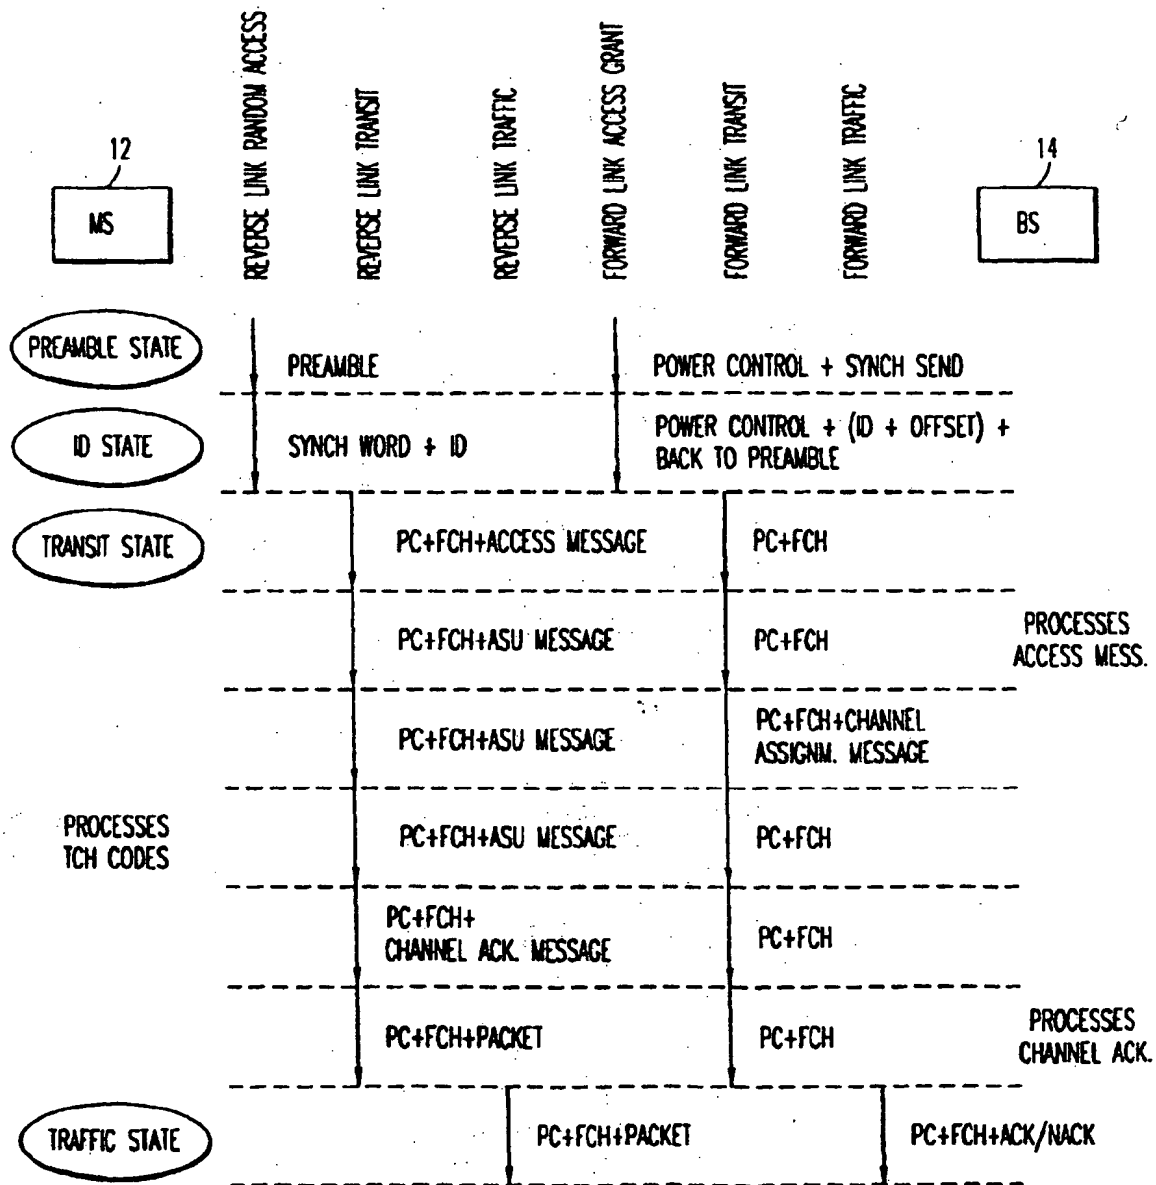 REVERSE LINK RANDOM ACCESS
REVERSE LINK TRANSIT
REVERSE LINK TRAFFIC
FORWARD LINK ACCESS GRANT
FORWARD LINK TRANSIT
FORWARD LINK TRAFFIC
12
MS
14
BS
PREAMBLE STATE
PREAMBLE
POWER CONTROL + SYNCH SEND
ID STATE
SYNCH WORD + ID
POWER CONTROL + (ID + OFFSET) +
BACK TO PREAMBLE
TRANSIT STATE
PC+FCH+ACCESS MESSAGE
PC+FCH
PC+FCH+ASU MESSAGE
PC+FCH
PROCESSES
ACCESS MESS.
PC+FCH+ASU MESSAGE
PC+FCH+CHANNEL
ASSIGNM. MESSAGE
PROCESSES
TCH CODES
PC+FCH+ASU MESSAGE
PC+FCH
PC+FCH+
CHANNEL ACK. MESSAGE
PC+FCH
PC+FCH+PACKET
PC+FCH
PROCESSES
CHANNEL ACK.
TRAFFIC STATE
PC+FCH+PACKET
PC+FCH+ACK/NACK